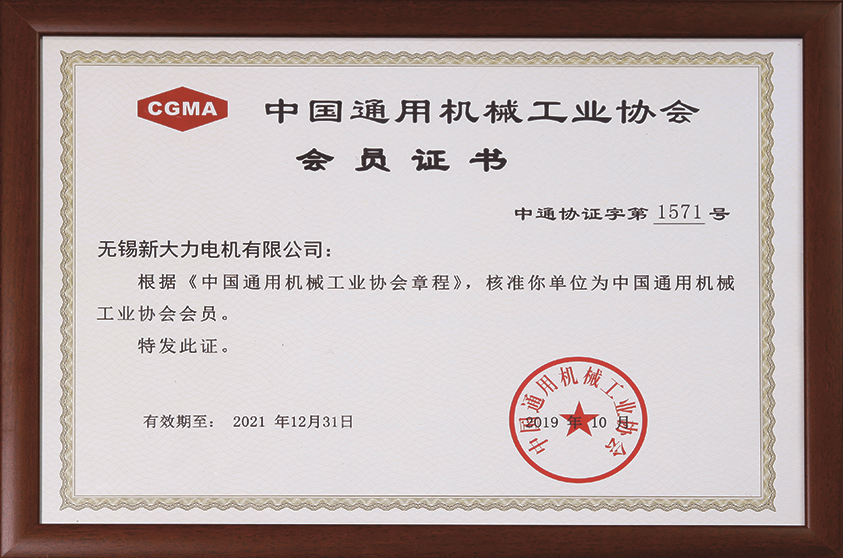 CGMA
中国通用机械工业协会
会员证书
中通协证字第 1571 号
无锡新大力电机有限公司：
根据《中国通用机械工业协会章程》，核准你单位为中国通用机械
工业协会会员。
特发此证。
中国通用机械工业协会
有效期至： 2021 年12月31日
2019 年 10 月